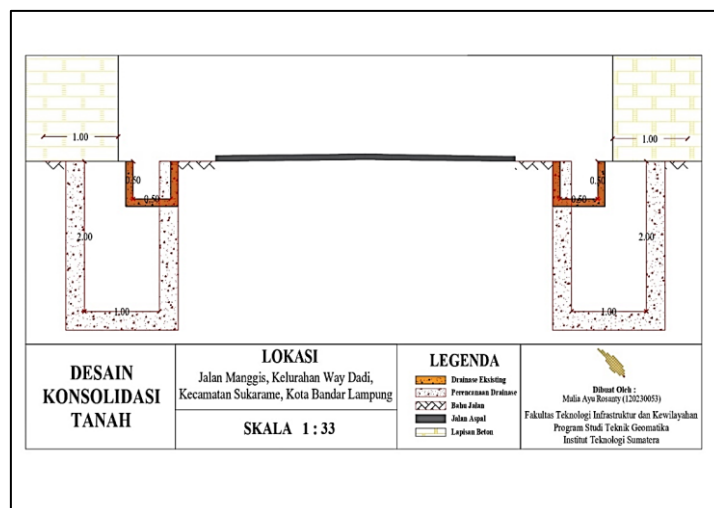 1.00
1.00
0.50
0.50
0.50
0.50
2.00
2.00
1.00
1.00
DESAIN
KONSOLIDASI
TANAH
LOKASI
Jalan Manggis, Kelurahan Way Dadi,
Kecamatan Sukarame, Kota Bandar Lampung
SKALA 1 : 33
LEGENDA
Drainase Eksisting
Perencanaan Drainase
Bahu Jalan
Jalan Aspal
Lapisan Beton
Dibuat Oleh :
Malia Ayu Rosanty (120230053)
Fakultas Teknologi Infrastruktur dan Kewilayahan
Program Studi Teknik Geomatika
Institut Teknologi Sumatera